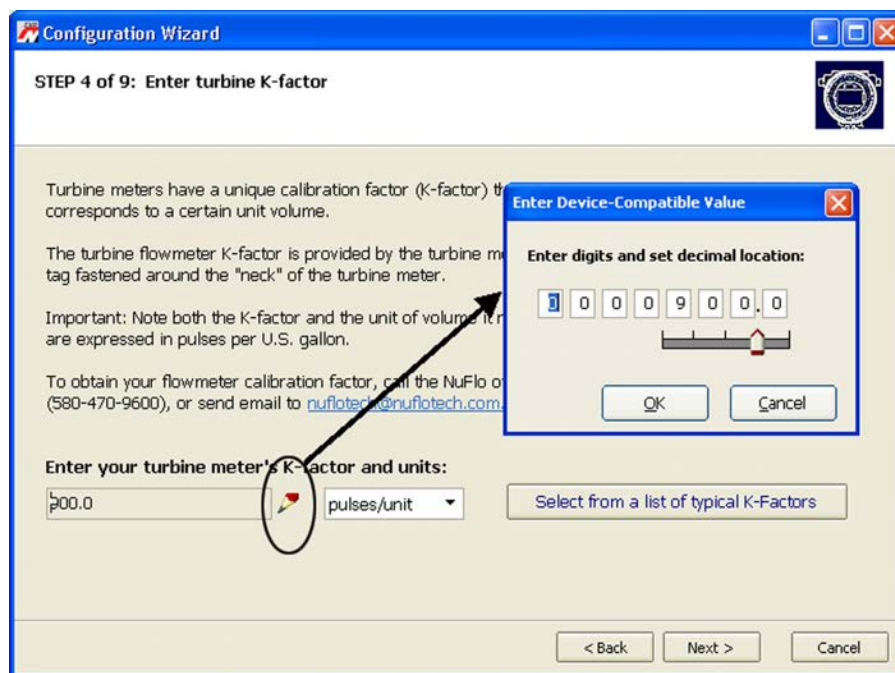 Configuration Wizard
STEP 4 of 9: Enter turbine K-factor
Turbine meters have a unique calibration factor (K-factor)
corresponds to a certain unit volume.
The turbine flowmeter K-factor is provided by the turbine
tag fastened around the "neck" of the turbine meter.
Important: Note both the K-factor and the unit of volume it
are expressed in pulses per U.S. gallon.
To obtain your flowmeter calibration factor, call the NuFlo
(580-470-9600), or send email to nuflotech@nuflotech.com.
Enter Device-Compatible Value
Enter digits and set decimal location:
0 0 0 0 9 0 0.0
OK
Cancel
Enter your turbine meter's K-factor and units:
900.0
pulses/unit
Select from a list of typical K-Factors
< Back
Next >
Cancel